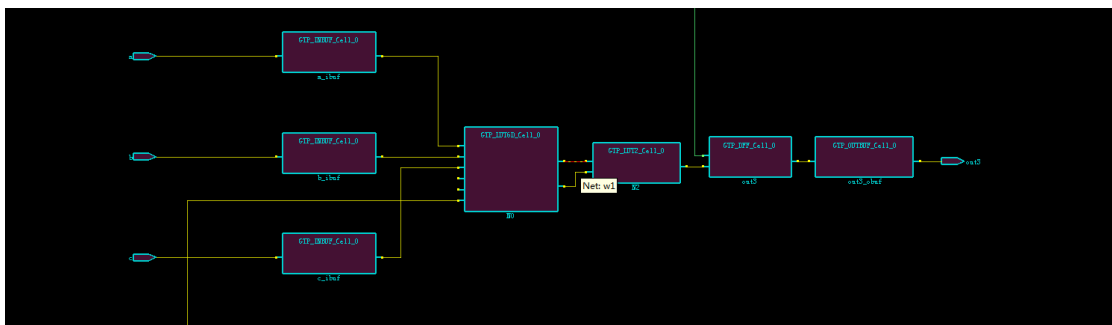 GTP_INBUF_Cell_0
a
a_ibuf
GTP_LUT6D_Cell_0
GTP_INBUF_Cell_0
GTP_LUT2_Cell_0
GTP_DFF_Cell_0
GTP_OUTBUF_Cell_0
b
out3
b_ibuf
Net: w1
N2
out3
out3_obuf
N0
GTP_INBUF_Cell_0
c_ibuf